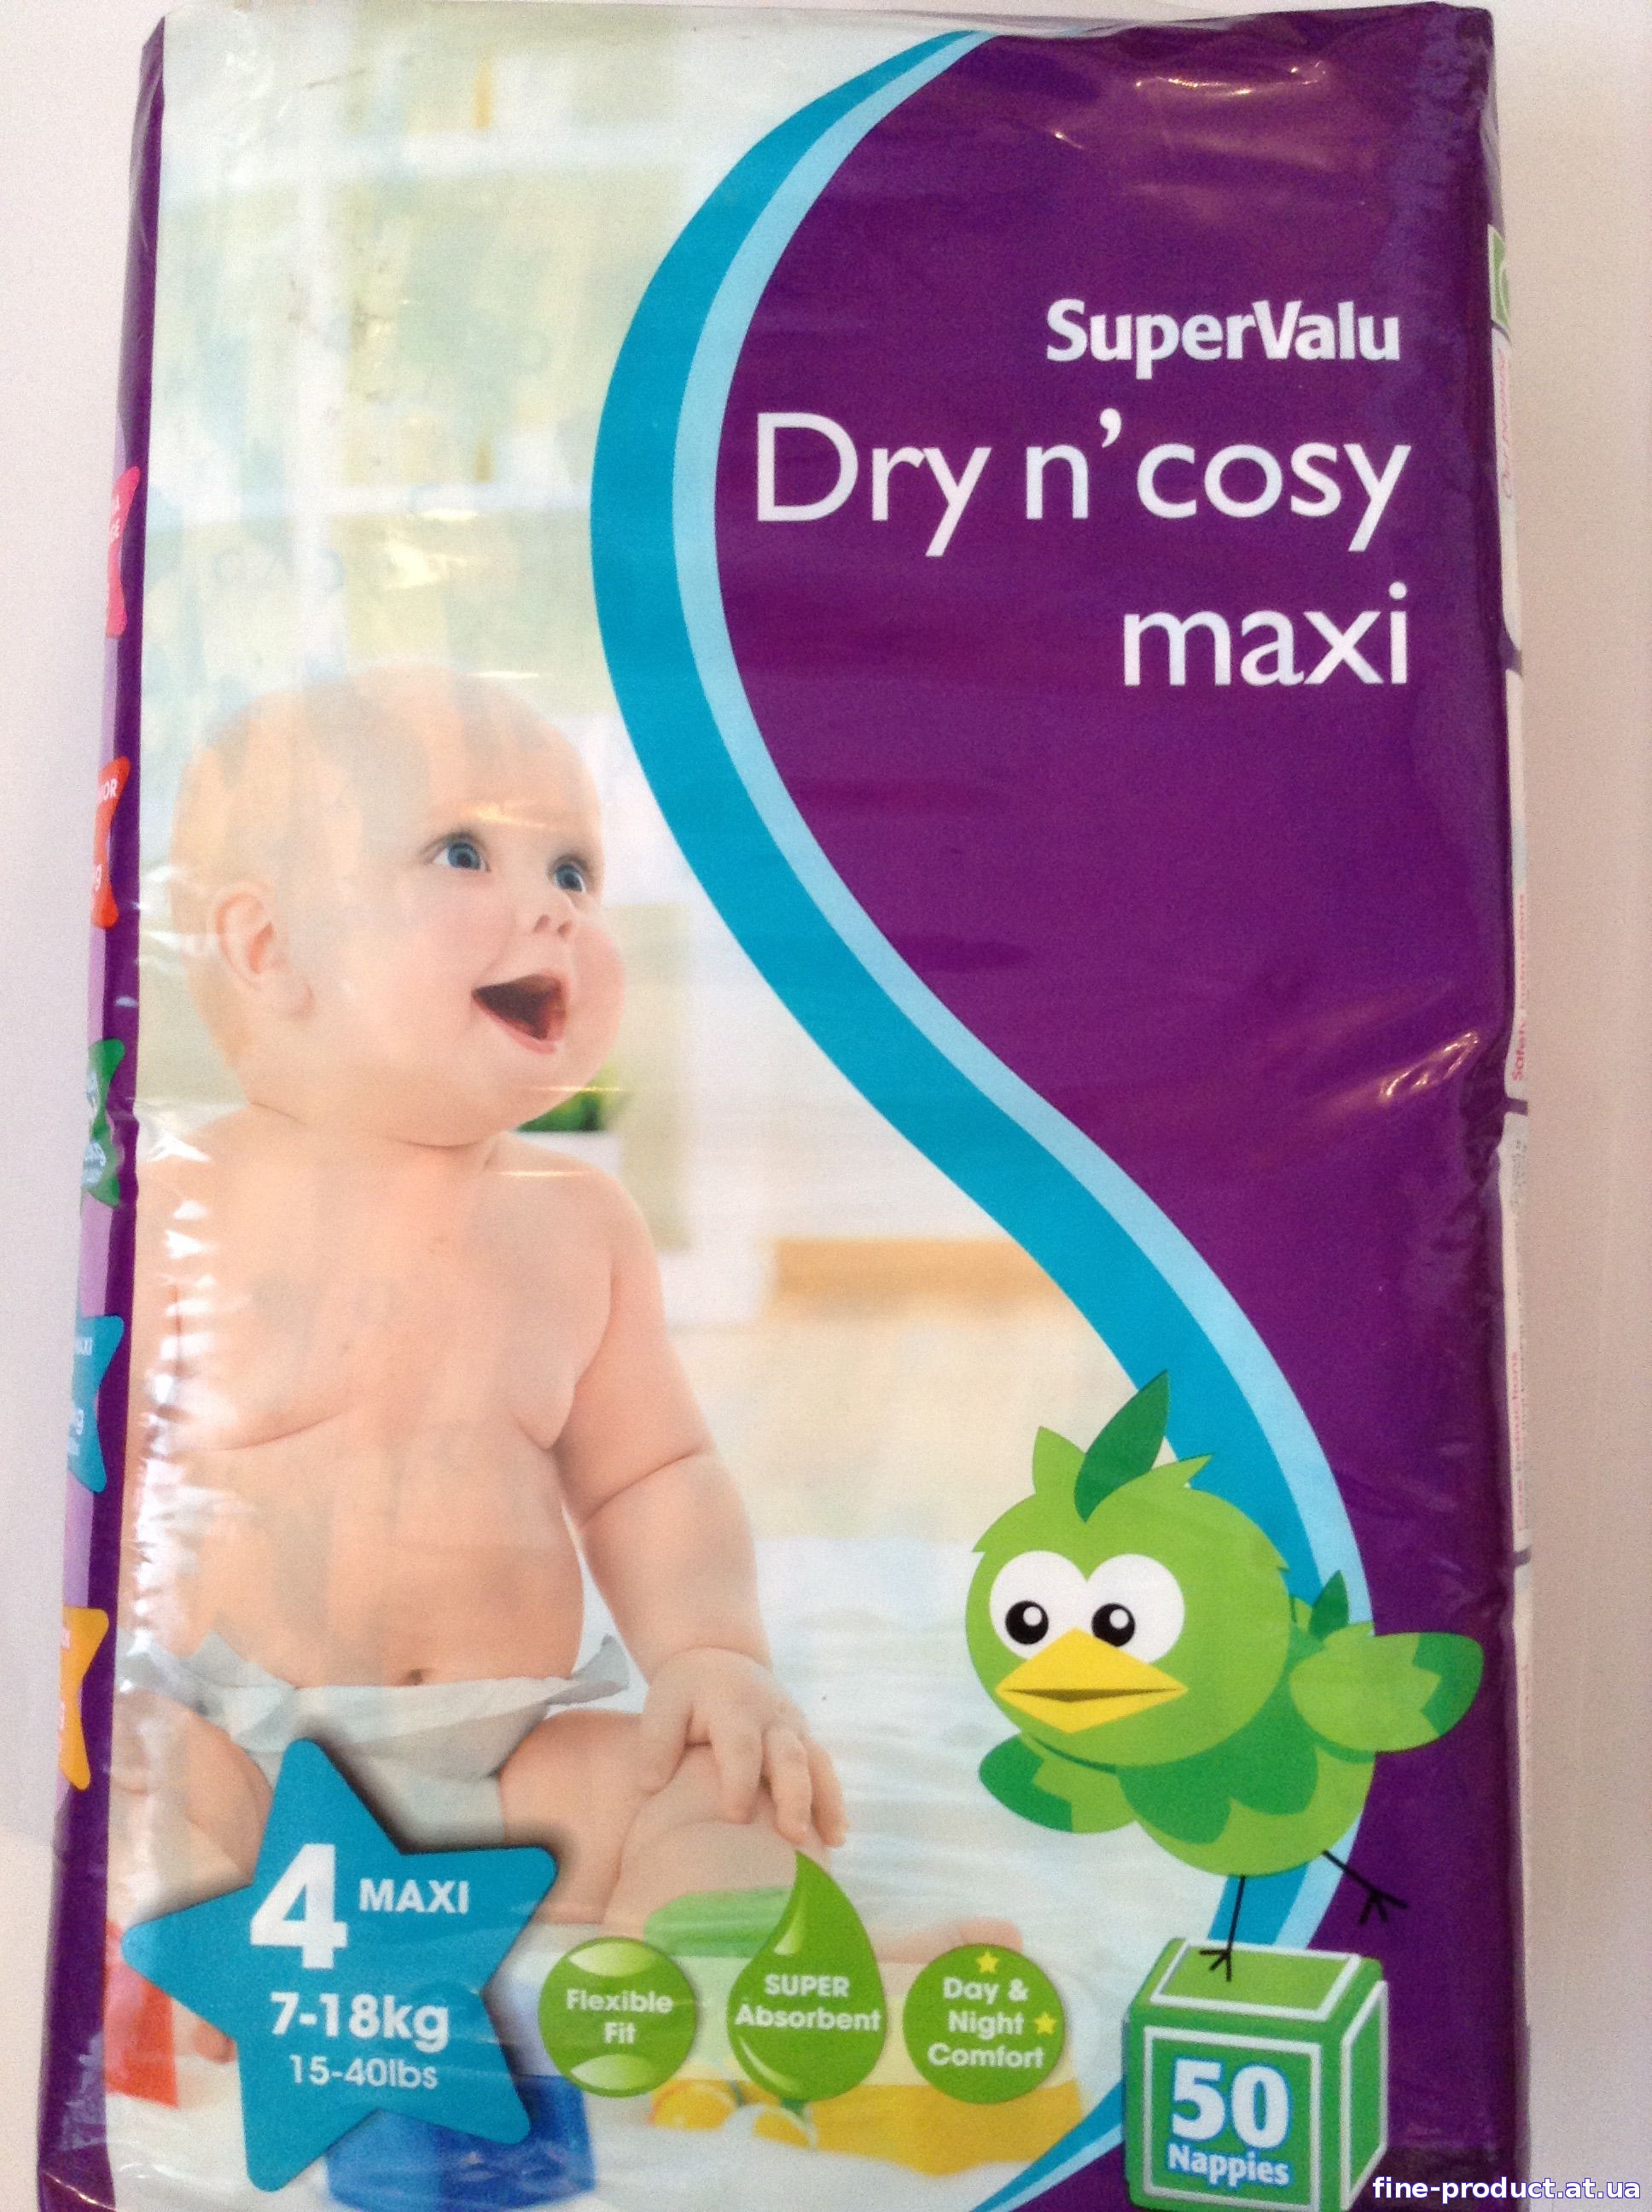 SuperValu
Dry n' cosy
maxi
4 MAXI
7-18kg
15-40lbs
Flexible
Fit
SUPER
Absorbent
Day &
Night
Comfort
50
Nappies
fine-product.at.ua